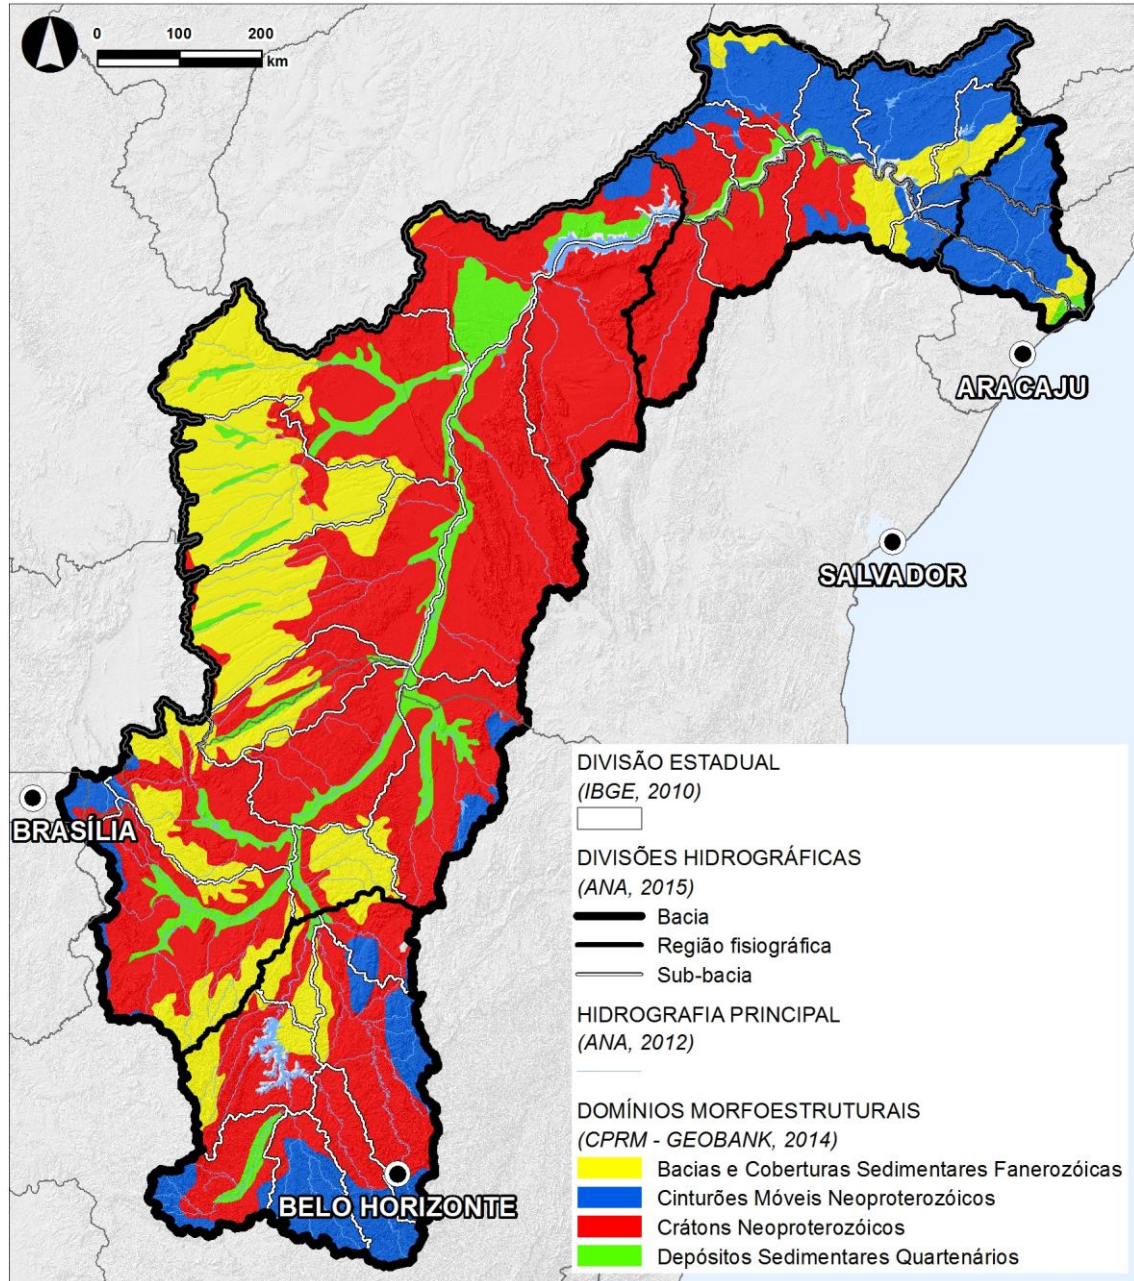 0 100 200
km
ARACAJU
SALVADOR
BRASÍLIA
BELO HORIZONTE
DIVISÃO ESTADUAL
(IBGE, 2010)
DIVISÕES HIDROGRÁFICAS
(ANA, 2015)
Bacia
Região fisiográfica
Sub-bacia
HIDROGRAFIA PRINCIPAL
(ANA, 2012)
DOMÍNIOS MORFOESTRUTURAIS
(CPRM - GEOBANK, 2014)
Bacias e Coberturas Sedimentares Fanerozóicas
Cinturões Móveis Neoproterozóicos
Crátons Neoproterozóicos
Depósitos Sedimentares Quartenários